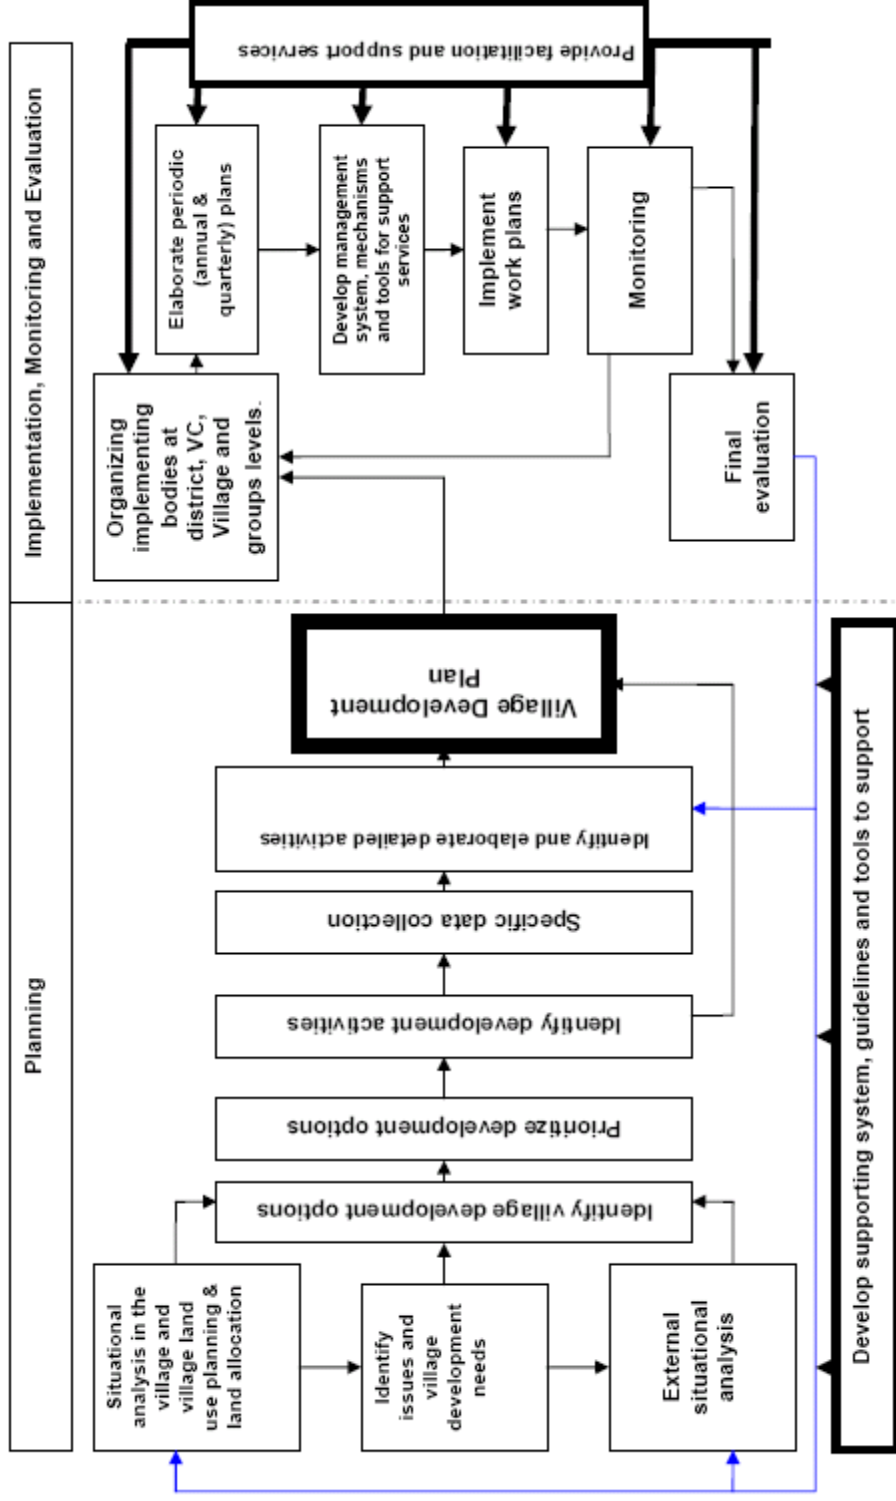 Planning
Implementation, Monitoring and Evaluation
Situational
analysis in the
village and
village land
use planning &
land allocation
Identify
issues and
village
development
needs
External
situational
analysis
Identify village development options
Prioritize development options
Identify development activities
Specific data collection
Identify and elaborate detailed activities
Village Development
Plan
Organizing
implementing
bodies at
district, VC,
Village and
groups levels.
Elaborate periodic
(annual &
quarterly) plans
Develop management
system, mechanisms
and tools for support
services
Implement
work plans
Monitoring
Final
evaluation
Provide facilitation and support services
Develop supporting system, guidelines and tools to support